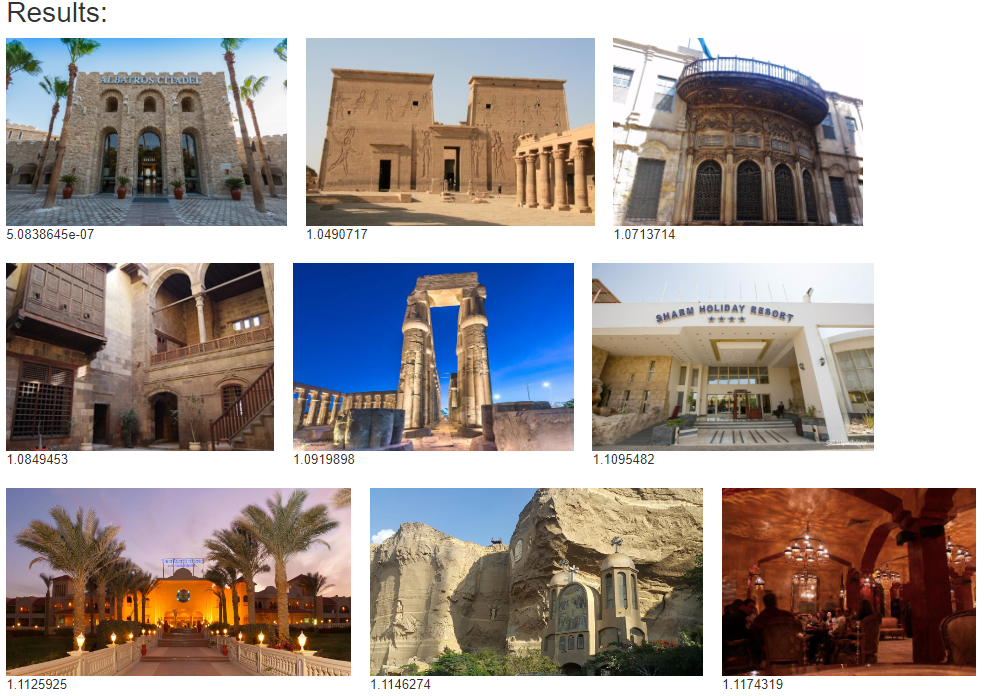 Results:
ALBATROS CITADEL
5.0838645e-07
1.0490717
1.0713714
1.0849453
1.0919898
SHARM HOLIDAY RESORT
1.1095482
1.1125925
1.1146274
1.1174319